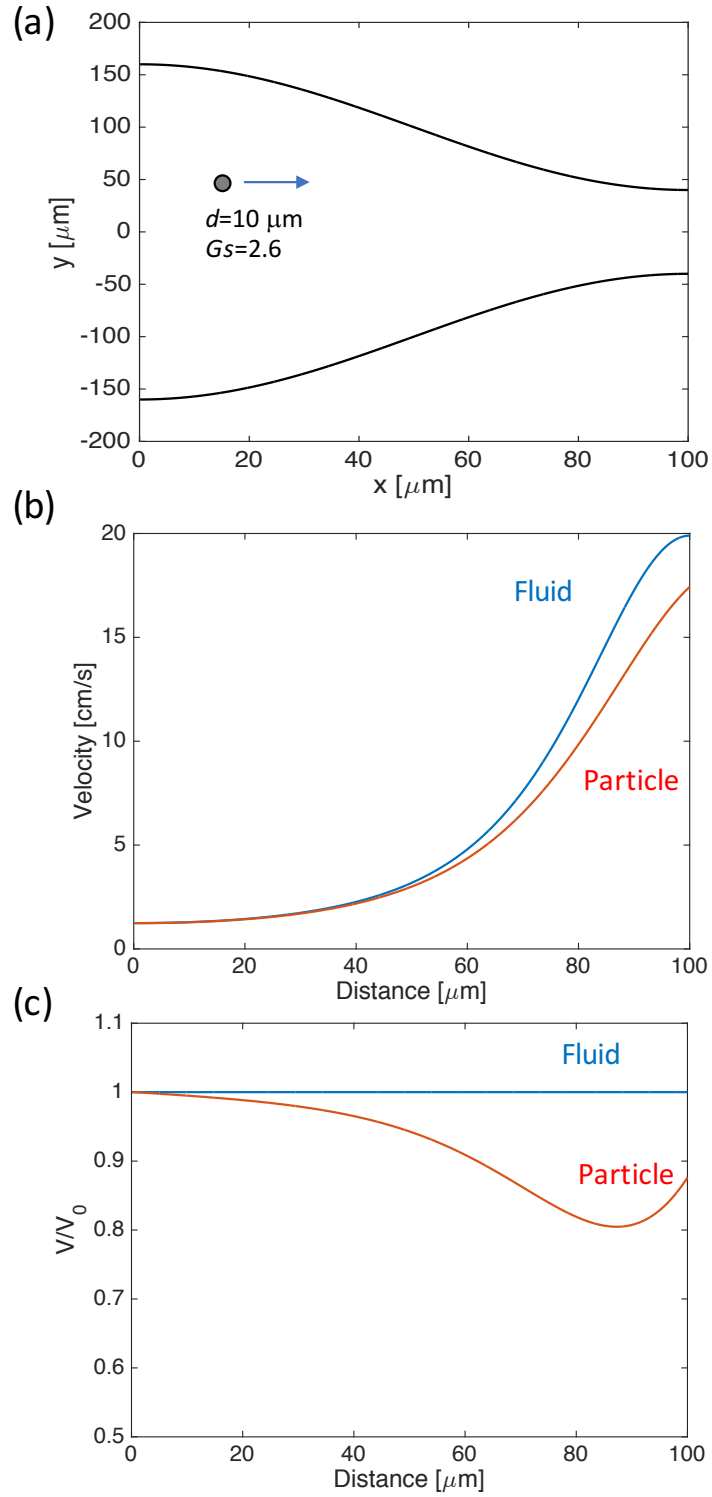 (a)
200
150
100
50
0
-50
-100
-150
-200
y [μm]
d=10 μm
Gs=2.6
0 20 40 60 80 100
x [μm]
(b)
20
15
10
5
0
Velocity [cm/s]
Fluid
Particle
0 20 40 60 80 100
Distance [μm]
(c)
1.1
1
0.9
0.8
0.7
0.6
0.5
V/V0
Fluid
Particle
0 20 40 60 80 100
Distance [μm]